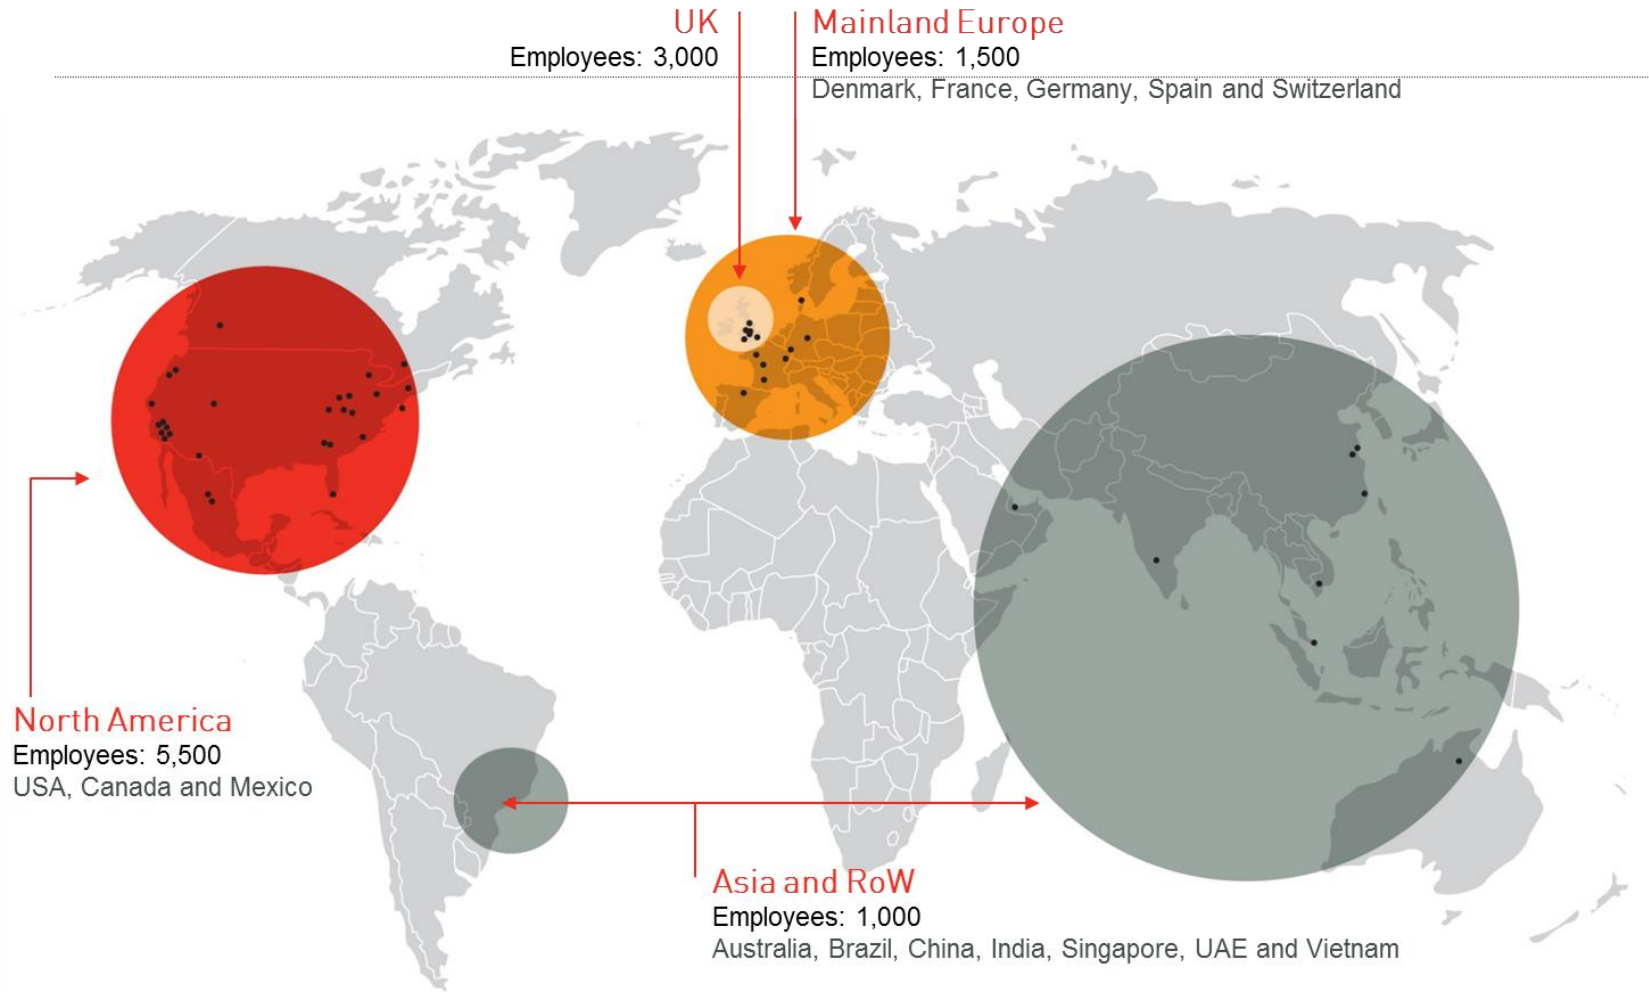 UK
Employees: 3,000
Mainland Europe
Employees: 1,500
Denmark, France, Germany, Spain and Switzerland
North America
Employees: 5,500
USA, Canada and Mexico
Asia and RoW
Employees: 1,000
Australia, Brazil, China, India, Singapore, UAE and Vietnam